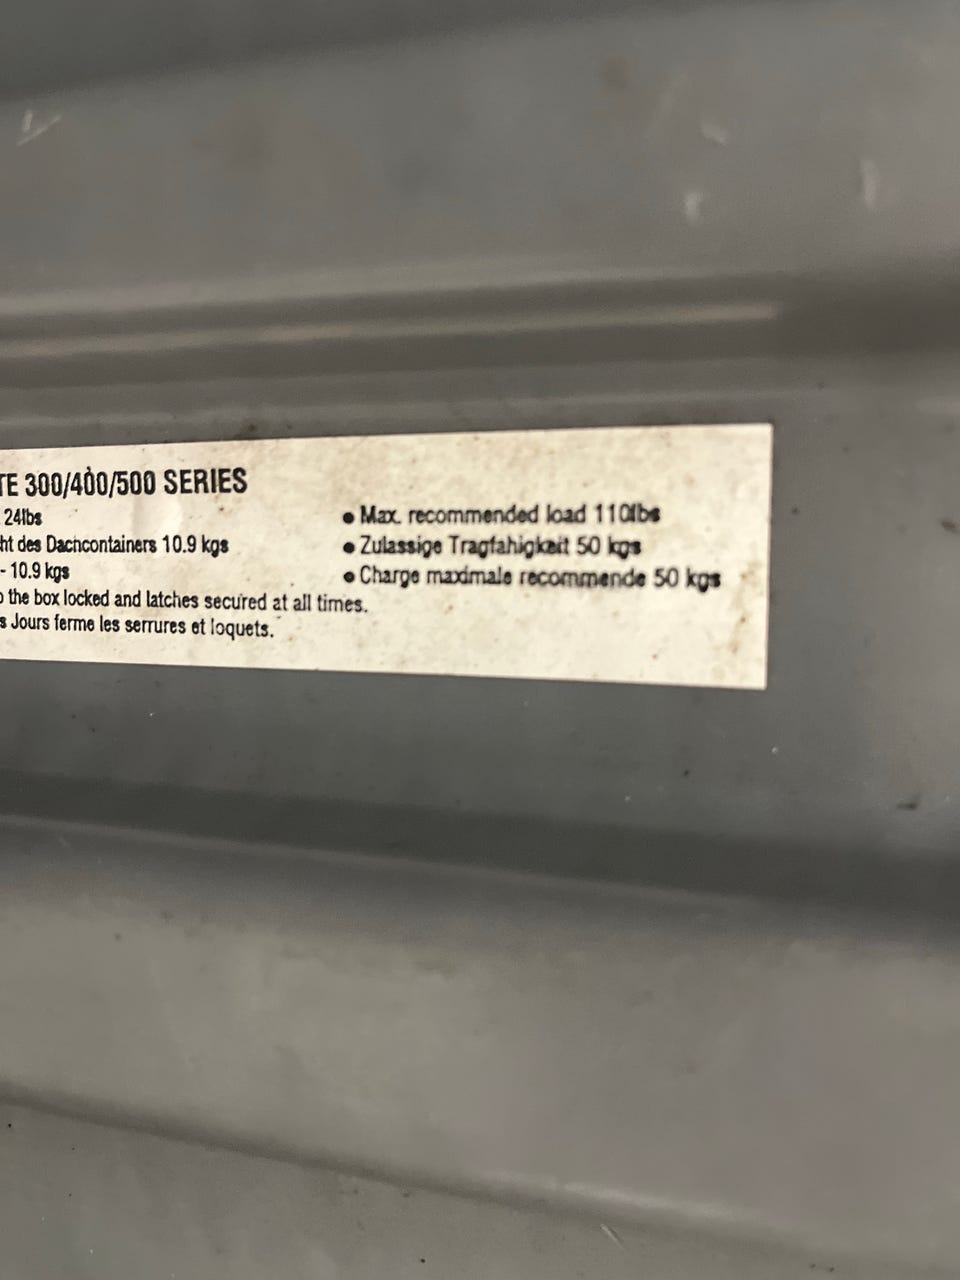 TE 300/400/500 SERIES
24lbs
ht des Dachcontainers 10.9 kgs
- 10.9 kgs
the box locked and latches secured at all times.
s Jours ferme les serrures et loquets.
• Max. recommended load 110lbs
• Zulassige Tragfahigkeit 50 kgs
• Charge maximale recommende 50 kgs